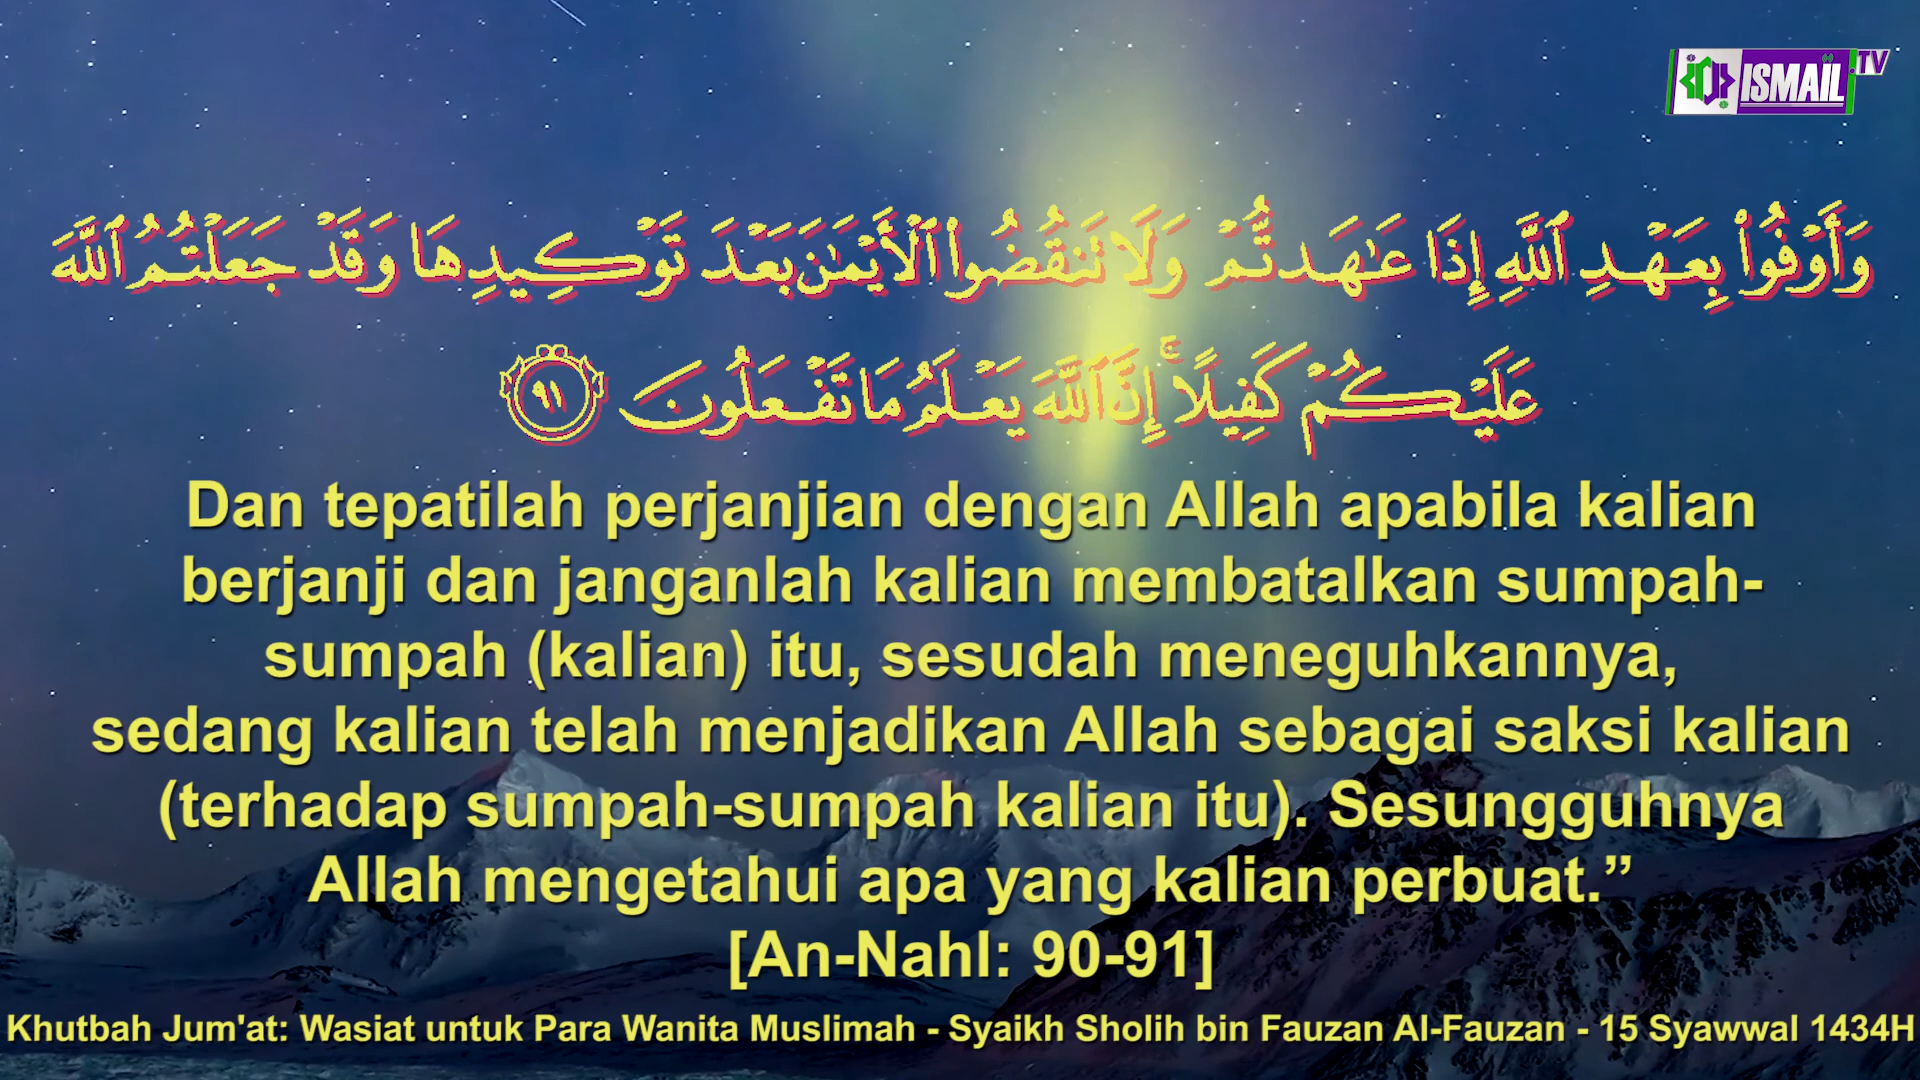 ISMAIL TV
وَأَوْفُوا۟ بِعَهْدِ ٱللَّهِ إِذَا عَـٰهَدتُّمْ وَلَا تَنقُضُوا۟ ٱلْأَيْمَـٰنَ بَعْدَ تَوْكِيدِهَا وَقَدْ جَعَلْتُمُ ٱللَّهَ
عَلَيْكُمْ كَفِيلًا ۚ إِنَّ ٱللَّهَ يَعْلَمُ مَا تَفْعَلُونَ ٩١
Dan tepatilah perjanjian dengan Allah apabila kalian
berjanji dan janganlah kalian membatalkan sumpah-
sumpah (kalian) itu, sesudah meneguhkannya,
sedang kalian telah menjadikan Allah sebagai saksi kalian
(terhadap sumpah-sumpah kalian itu). Sesungguhnya
Allah mengetahui apa yang kalian perbuat.”
[An-Nahl: 90-91]
Khutbah Jum'at: Wasiat untuk Para Wanita Muslimah - Syaikh Sholih bin Fauzan Al-Fauzan - 15 Syawwal 1434H